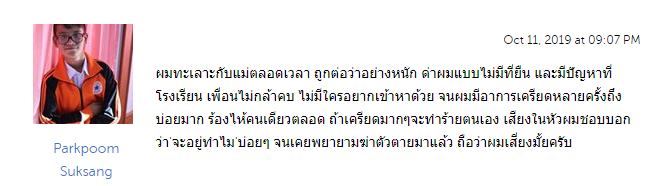 Oct 11, 2019 at 09:07 PM
ผมทะเลาะกับแม่ตลอดเวลา ถูกต่อว่าอย่างหนัก ด่าผมแบบไม่มีที่ยืน และมีปัญหาที่
โรงเรียน เพื่อนไม่กล้าคบ ไม่มีใครอยากเข้าหาด้วย จนผมมีอาการเครียดหลายครั้งถึง
บ่อยมาก ร้องไห้คนเดียวตลอด ถ้าเครียดมากๆจะทำร้ายตนเอง เสียงในหัวผมชอบบอก
ว่า'จะอยู่ทำไม'บ่อยๆ จนเคยพยายามฆ่าตัวตายมาแล้ว ถือว่าผมเสี่ยงมั้ยครับ
Parkpoom
Suksang